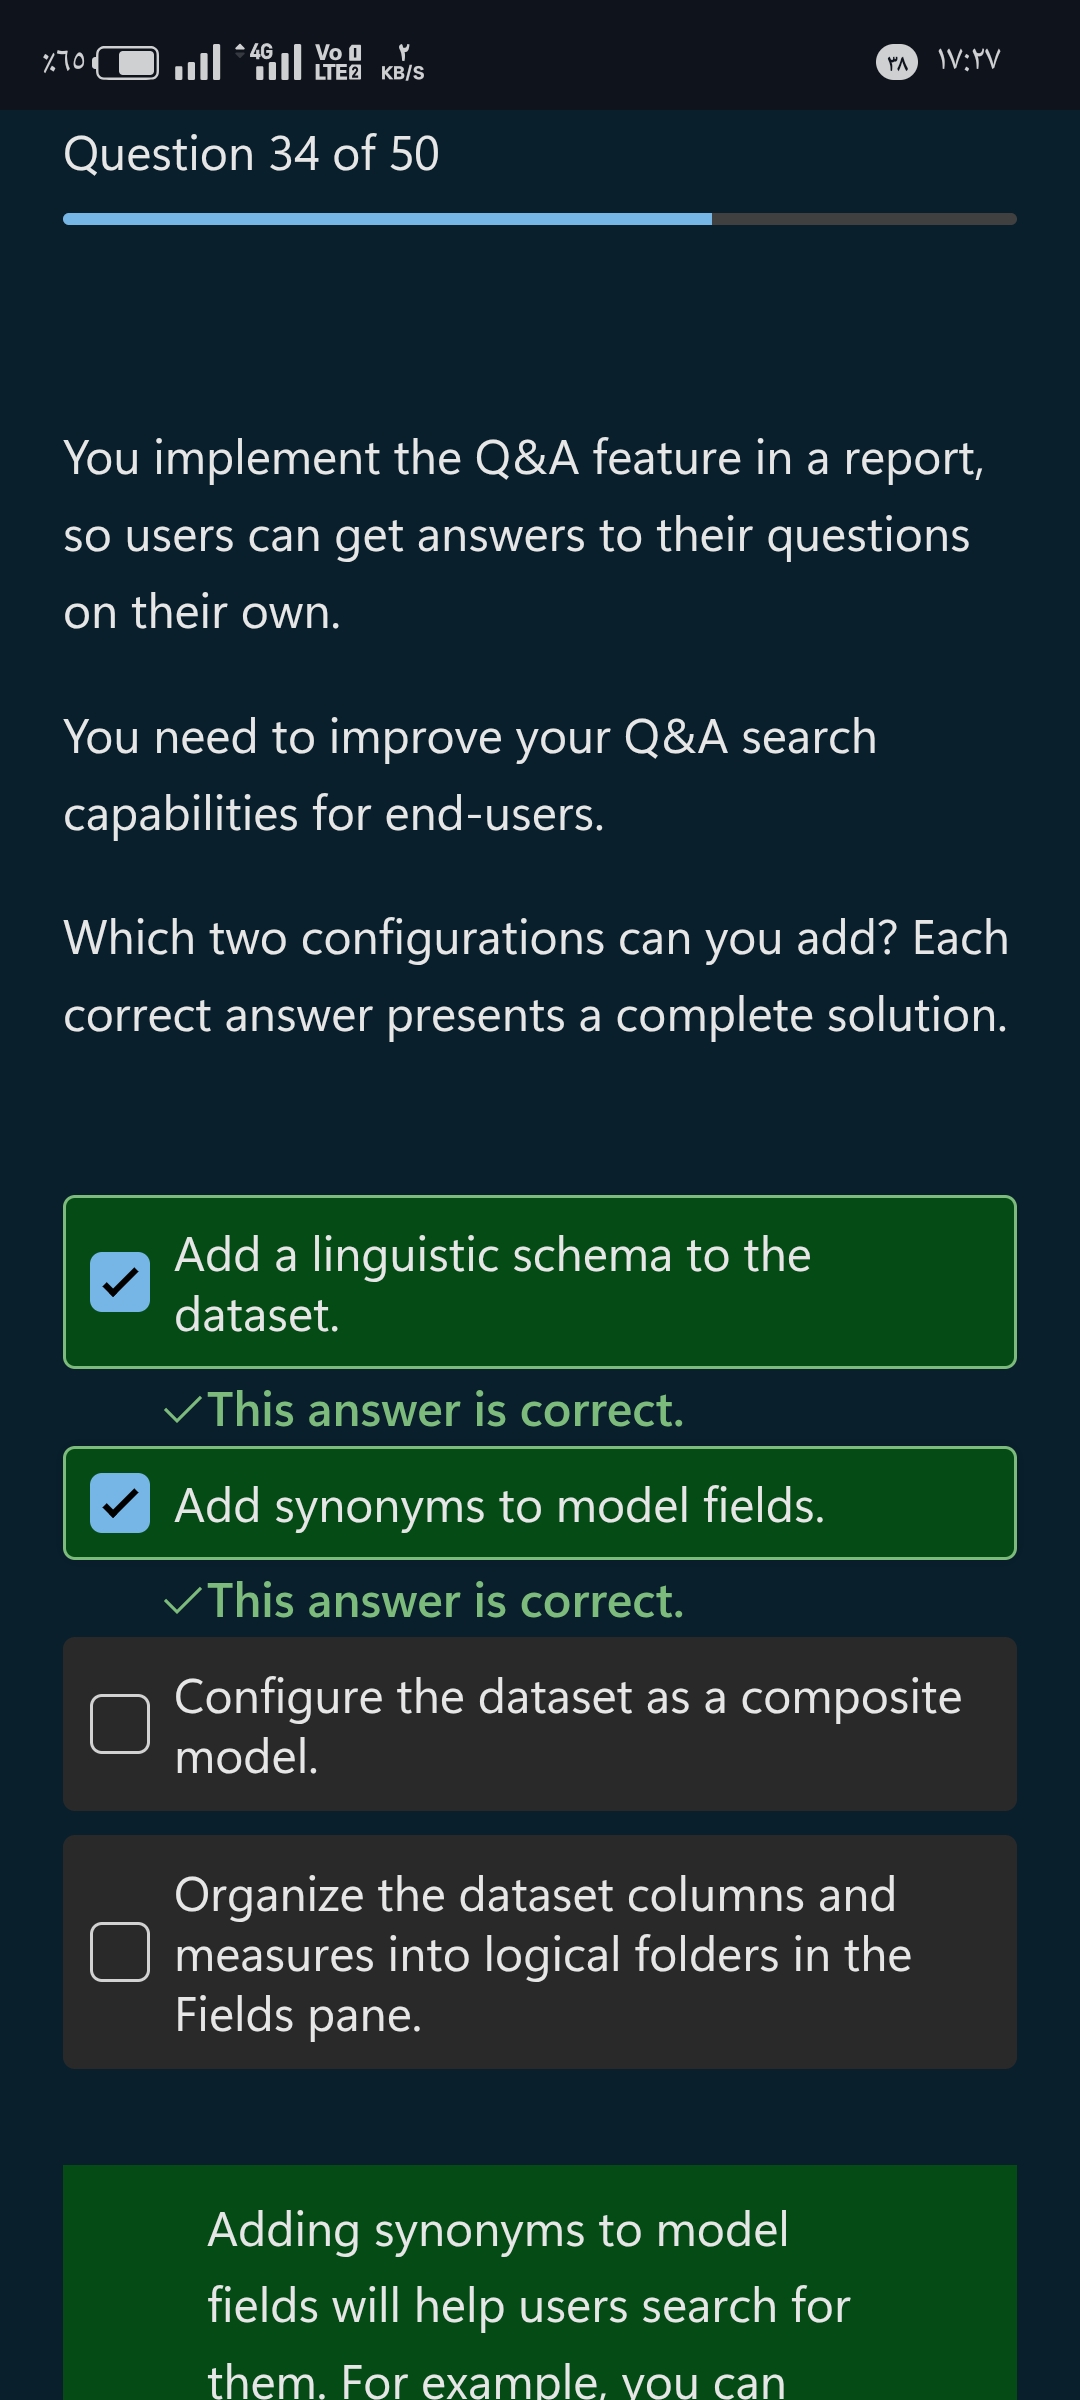 ٪٦٥ 4G Vo 1 LTE 2 ٢ KB/S ٣٨ ١٧:٢٧
Question 34 of 50
You implement the Q&A feature in a report,
so users can get answers to their questions
on their own.
You need to improve your Q&A search
capabilities for end-users.
Which two configurations can you add? Each
correct answer presents a complete solution.
Add a linguistic schema to the
dataset.
This answer is correct.
Add synonyms to model fields.
This answer is correct.
Configure the dataset as a composite
model.
Organize the dataset columns and
measures into logical folders in the
Fields pane.
Adding synonyms to model
fields will help users search for
them. For example, you can